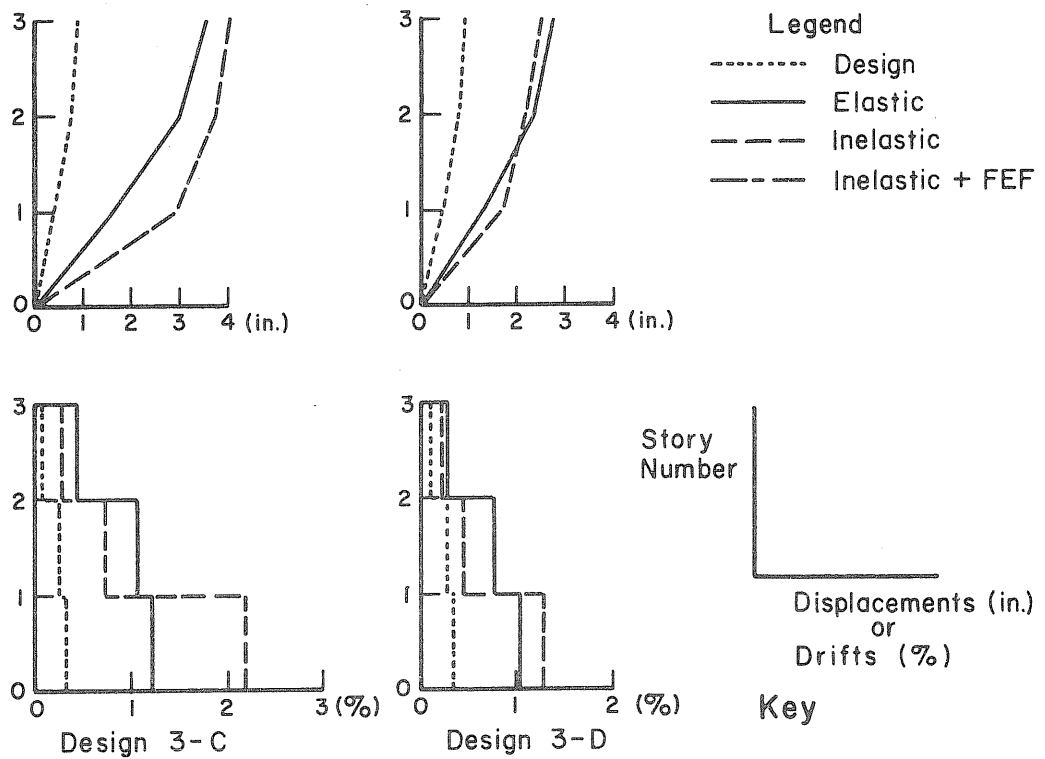 3
2
1
0
0 1 2 3 4 (in.)
3
2
1
0
0 1 2 3 4 (in.)
Legend
Design
Elastic
Inelastic
Inelastic + FEF
3
2
1
0
0 1 2 3 (%)
Design 3-C
3
2
1
0
0 1 2 (%)
Design 3-D
Story
Number
Displacements (in.)
or
Drifts (%)
Key